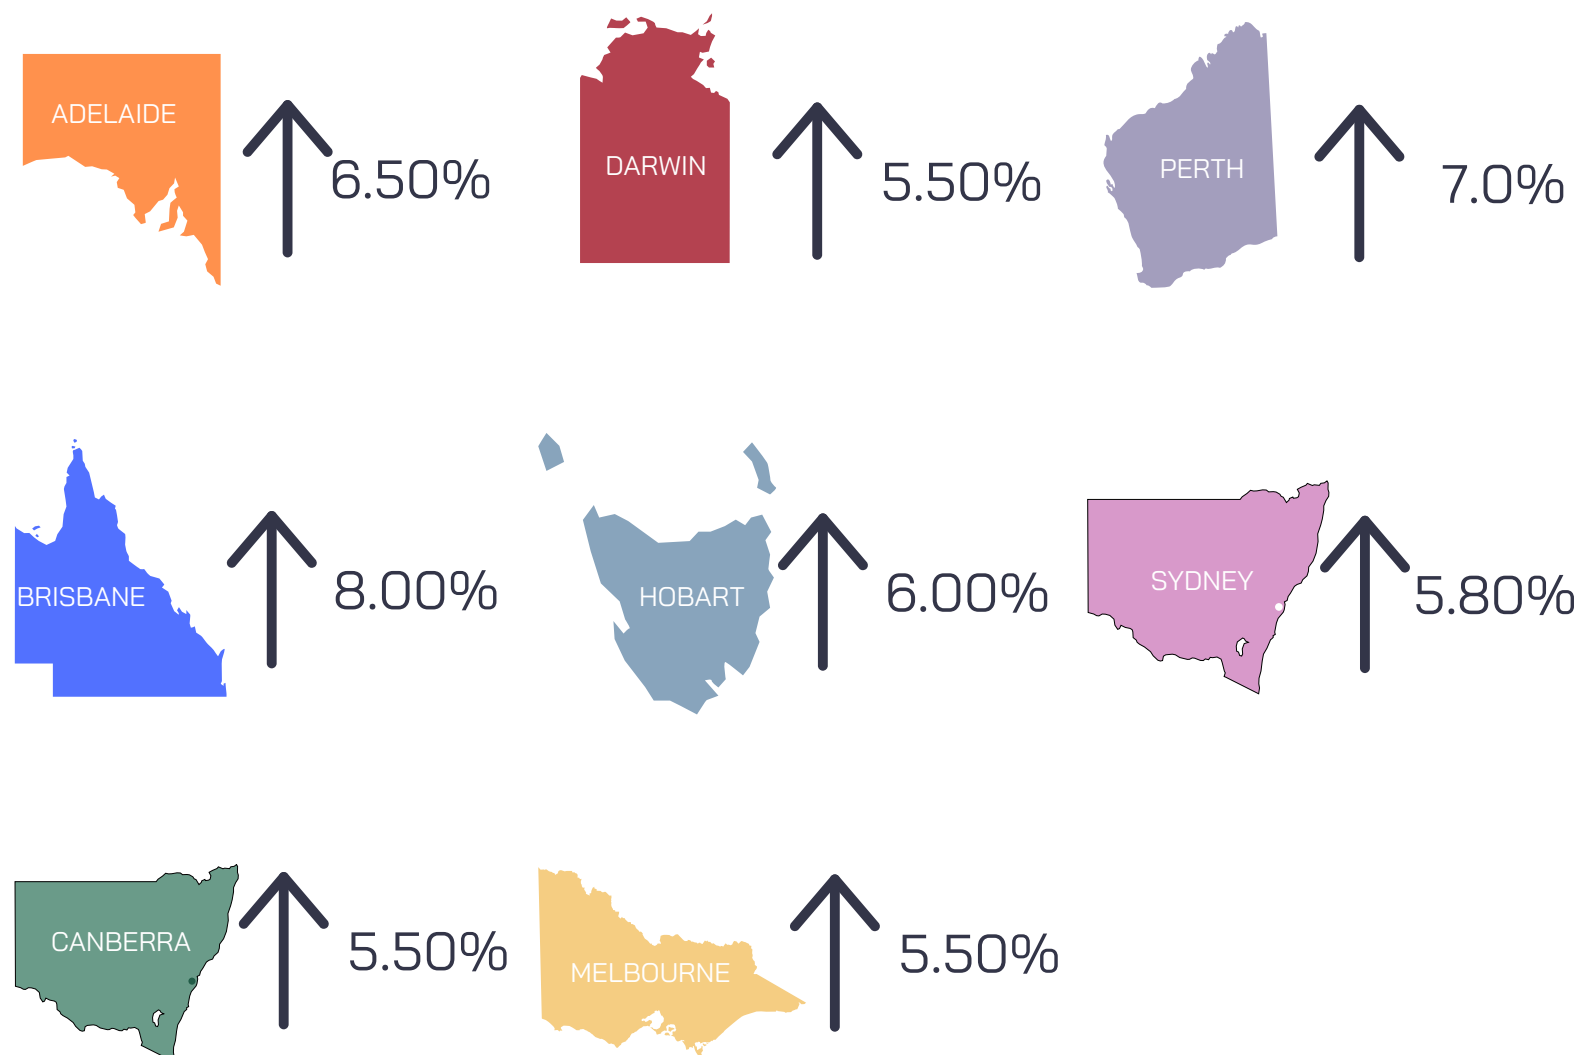 ADELAIDE
6.50%
DARWIN
5.50%
PERTH
7.0%
BRISBANE
8.00%
HOBART
6.00%
SYDNEY
5.80%
CANBERRA
5.50%
MELBOURNE
5.50%